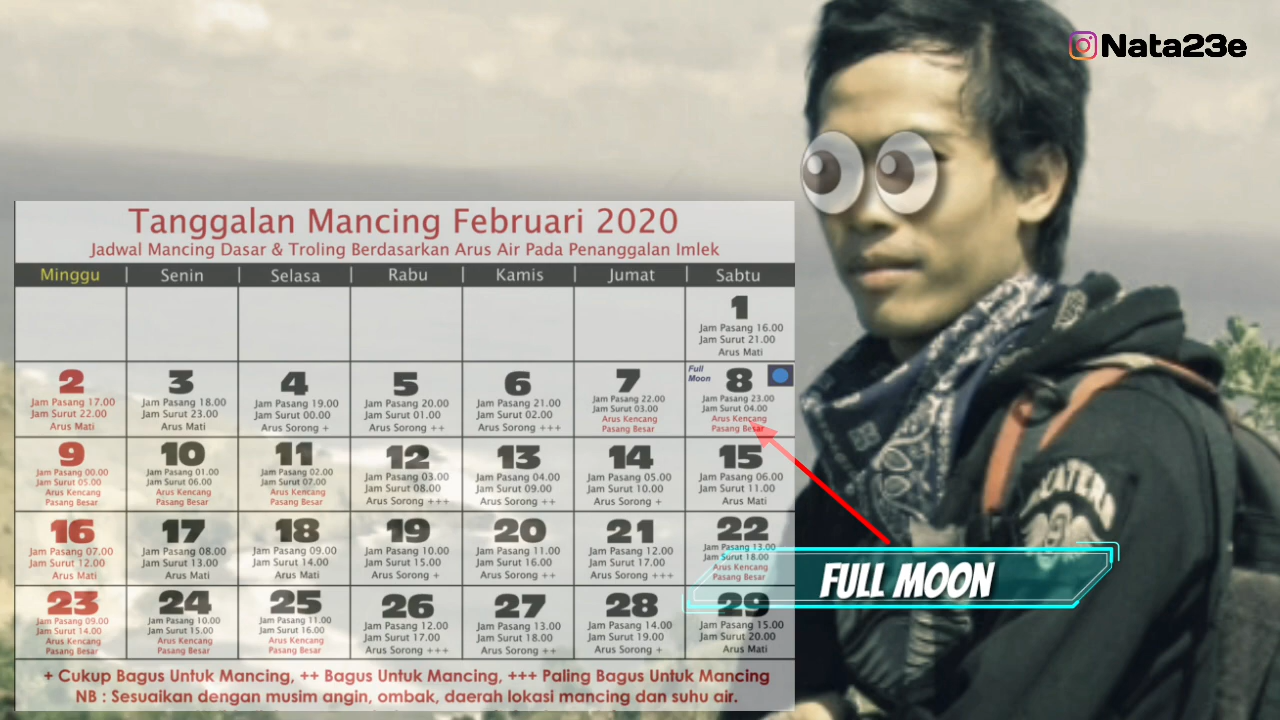 Nata23e
Tanggalan Mancing Februari 2020
Jadwal Mancing Dasar & Troling Berdasarkan Arus Air Pada Penanggalan Imlek
Minggu | Senin | Selasa | Rabu | Kamis | Jumat | Sabtu
1
Jam Pasang 16.00
Jam Surut 21.00
Arus Mati
2
Jam Pasang 17.00
Jam Surut 22.00
Arus Mati
3
Jam Pasang 18.00
Jam Surut 23.00
Arus Mati
4
Jam Pasang 19.00
Jam Surut 00.00
Arus Sorong +
5
Jam Pasang 20.00
Jam Surut 01.00
Arus Sorong ++
6
Jam Pasang 21.00
Jam Surut 02.00
Arus Sorong +++
7
Jam Pasang 22.00
Jam Surut 03.00
Arus Kencang
Pasang Besar
Full
Moon
8
Jam Pasang 23.00
Jam Surut 04.00
Arus Kencang
Pasang Besar
9
Jam Pasang 00.00
Jam Surut 05.00
Arus Kencang
Pasang Besar
10
Jam Pasang 01.00
Jam Surut 06.00
Arus Kencang
Pasang Besar
11
Jam Pasang 02.00
Jam Surut 07.00
Arus Kencang
Pasang Besar
12
Jam Pasang 03.00
Jam Surut 08.00
Arus Sorong +++
13
Jam Pasang 04.00
Jam Surut 09.00
Arus Sorong ++
14
Jam Pasang 05.00
Jam Surut 10.00
Arus Sorong +
15
Jam Pasang 06.00
Jam Surut 11.00
Arus Mati
16
Jam Pasang 07.00
Jam Surut 12.00
Arus Mati
17
Jam Pasang 08.00
Jam Surut 13.00
Arus Mati
18
Jam Pasang 09.00
Jam Surut 14.00
Arus Mati
19
Jam Pasang 10.00
Jam Surut 15.00
Arus Sorong +
20
Jam Pasang 11.00
Jam Surut 16.00
Arus Sorong ++
21
Jam Pasang 12.00
Jam Surut 17.00
Arus Sorong +++
22
Jam Pasang 13.00
Jam Surut 18.00
Arus Kencang
Pasang Besar
23
Jam Pasang 09.00
Jam Surut 14.00
Arus Kencang
Pasang Besar
24
Jam Pasang 10.00
Jam Surut 15.00
Arus Kencang
Pasang Besar
25
Jam Pasang 11.00
Jam Surut 16.00
Arus Kencang
Pasang Besar
26
Jam Pasang 12.00
Jam Surut 17.00
Arus Sorong +++
27
Jam Pasang 13.00
Jam Surut 18.00
Arus Sorong ++
28
Jam Pasang 14.00
Jam Surut 19.00
Arus Sorong +
29
Jam Pasang 15.00
Jam Surut 20.00
Arus Mati
+ Cukup Bagus Untuk Mancing, ++ Bagus Untuk Mancing, +++ Paling Bagus Untuk Mancing
NB : Sesuaikan dengan musim angin, ombak, daerah lokasi mancing dan suhu air.
FULL MOON